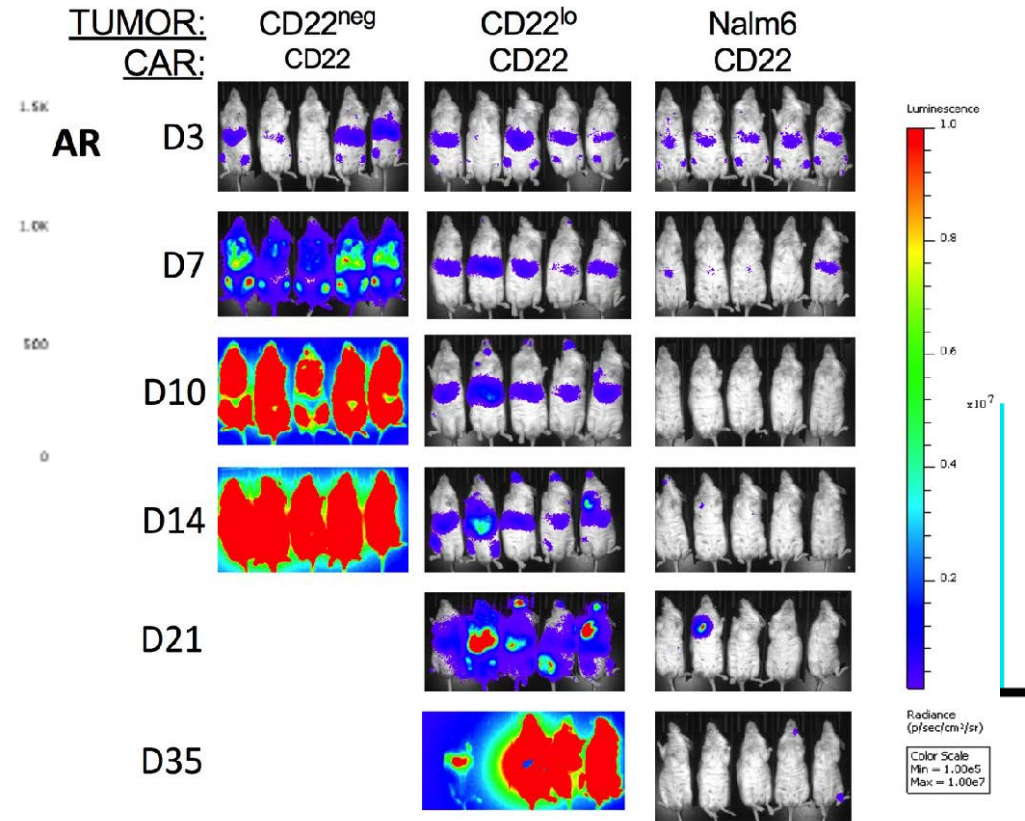 TUMOR: CD22neg CD22lo Nalm6
CAR: CD22 CD22 CD22
1.5K
AR
D3
Luminescence
1.0
1.0K
D7
0.8
500
D10
0.6
x10⁷
0
D14
0.4
0.2
D21
D35
Radiance
(p/sec/cm²/sr)
Color Scale
Min = 1.00e5
Max = 1.00e7